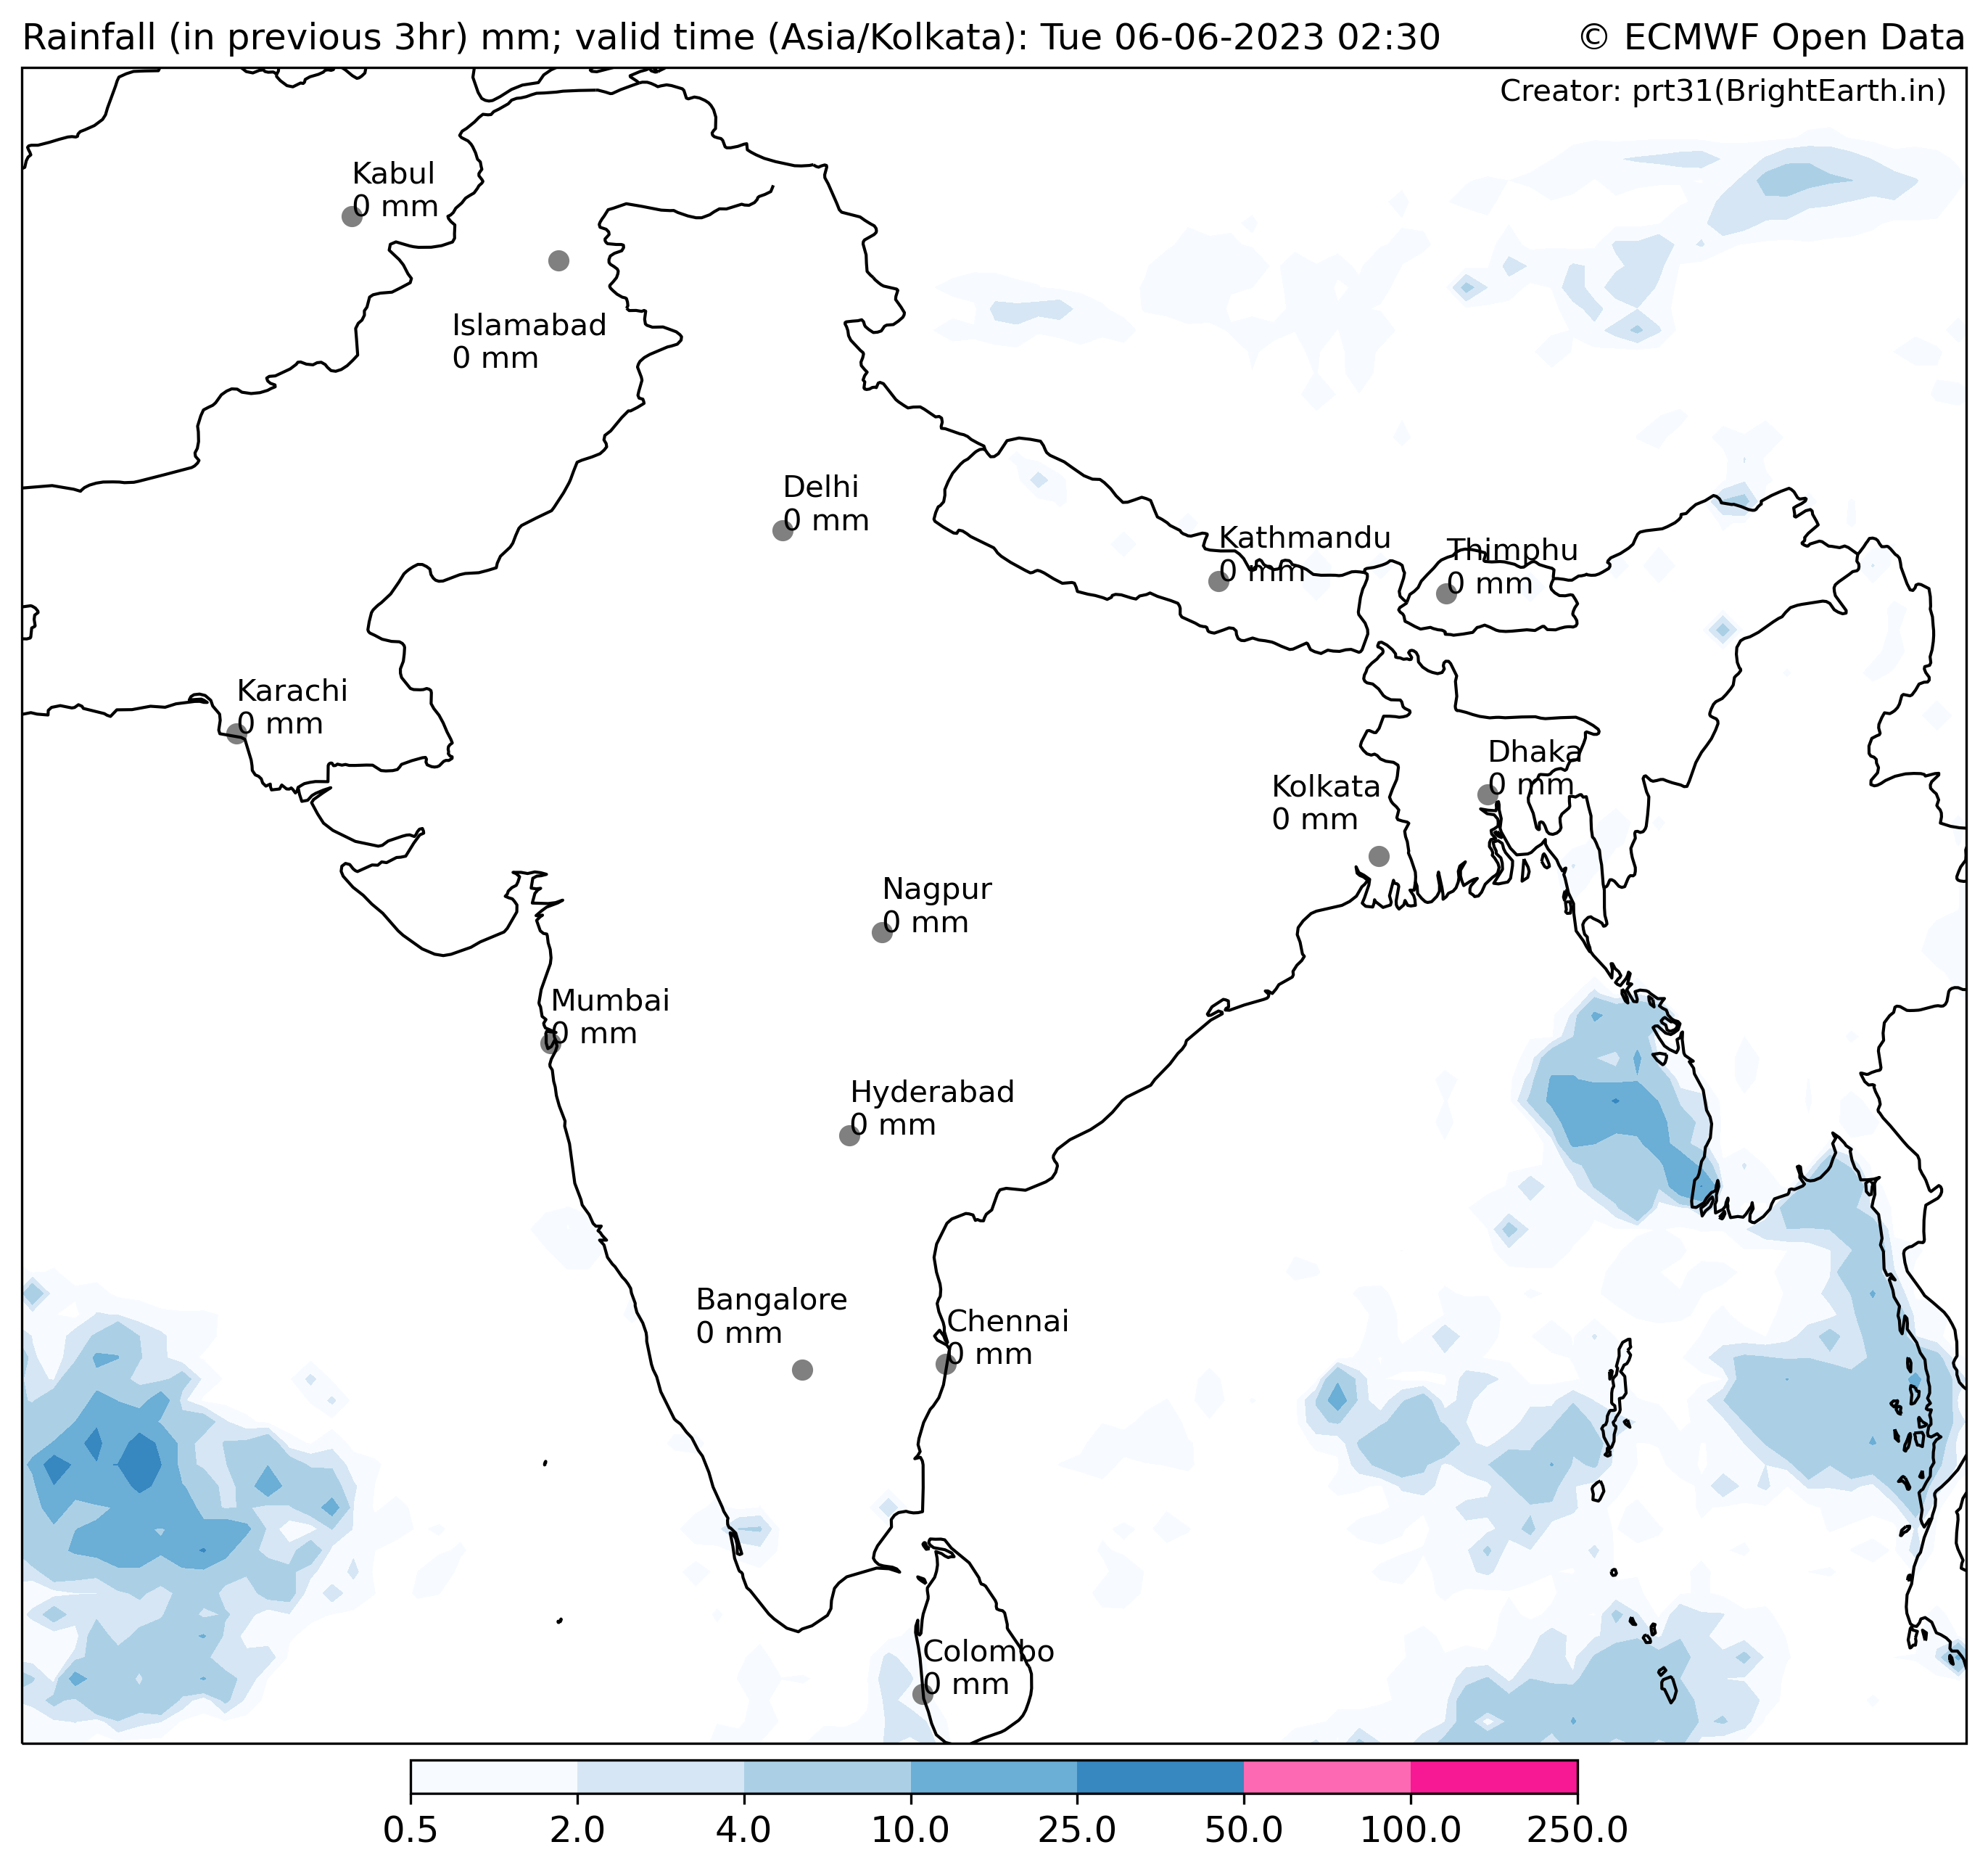 Rainfall (in previous 3hr) mm; valid time (Asia/Kolkata): Tue 06-06-2023 02:30
© ECMWF Open Data
Creator: prt31(BrightEarth.in)
Kabul
0 mm
Islamabad
0 mm
Delhi
0 mm
Kathmandu
0 mm
Thimphu
0 mm
Karachi
0 mm
Dhaka
0 mm
Kolkata
0 mm
Nagpur
0 mm
Mumbai
0 mm
Hyderabad
0 mm
Bangalore
0 mm
Chennai
0 mm
Colombo
0 mm
0.5 2.0 4.0 10.0 25.0 50.0 100.0 250.0